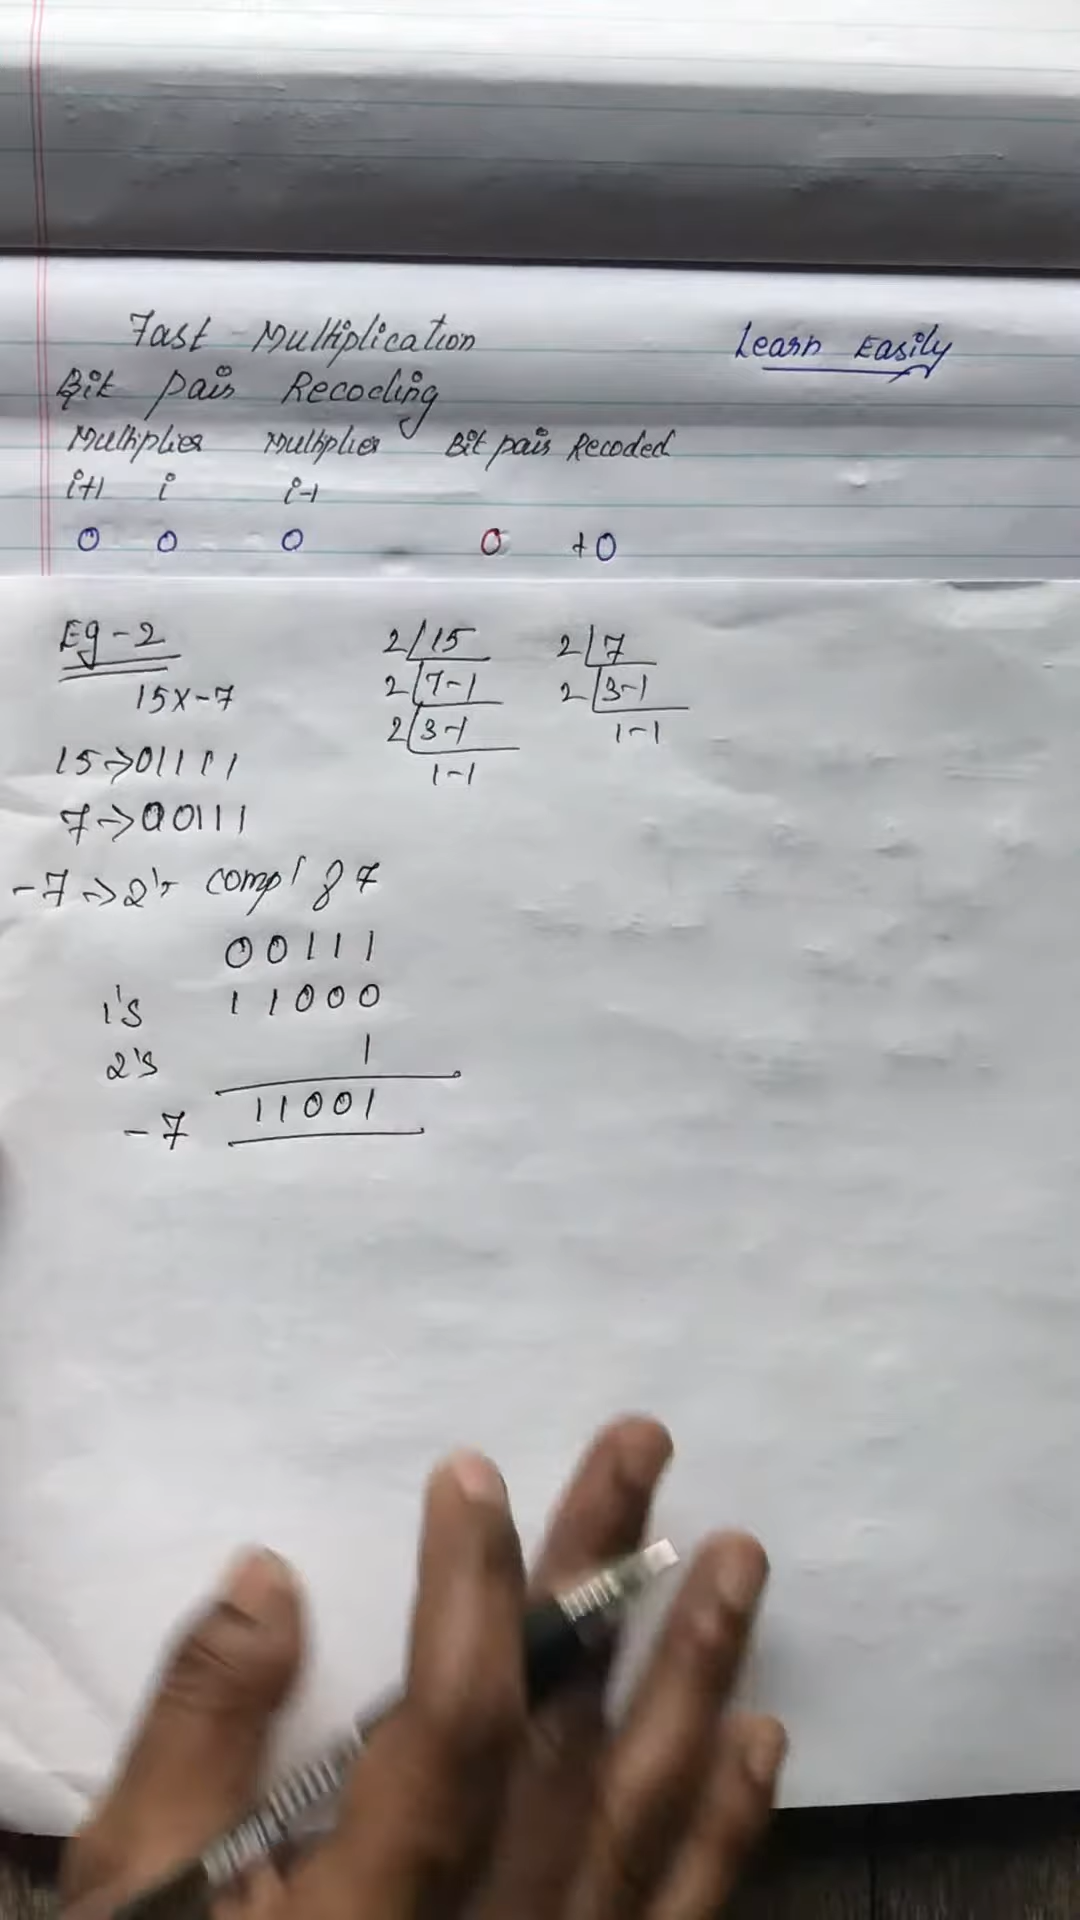 Fast Multiplication
Learn Easily
Bit pair Recoding
Multiplier Multiplier Bit pair Recoded
i+1 i i-1
0 0 0 0 +0
Eg-2
15x-7
15→01111
7→00111
-7→2's compl of 7
00111
1's 11000
2's 1
-7 11001
2 15
2 7-1
2 3-1
1-1
2 7
2 3-1
1-1